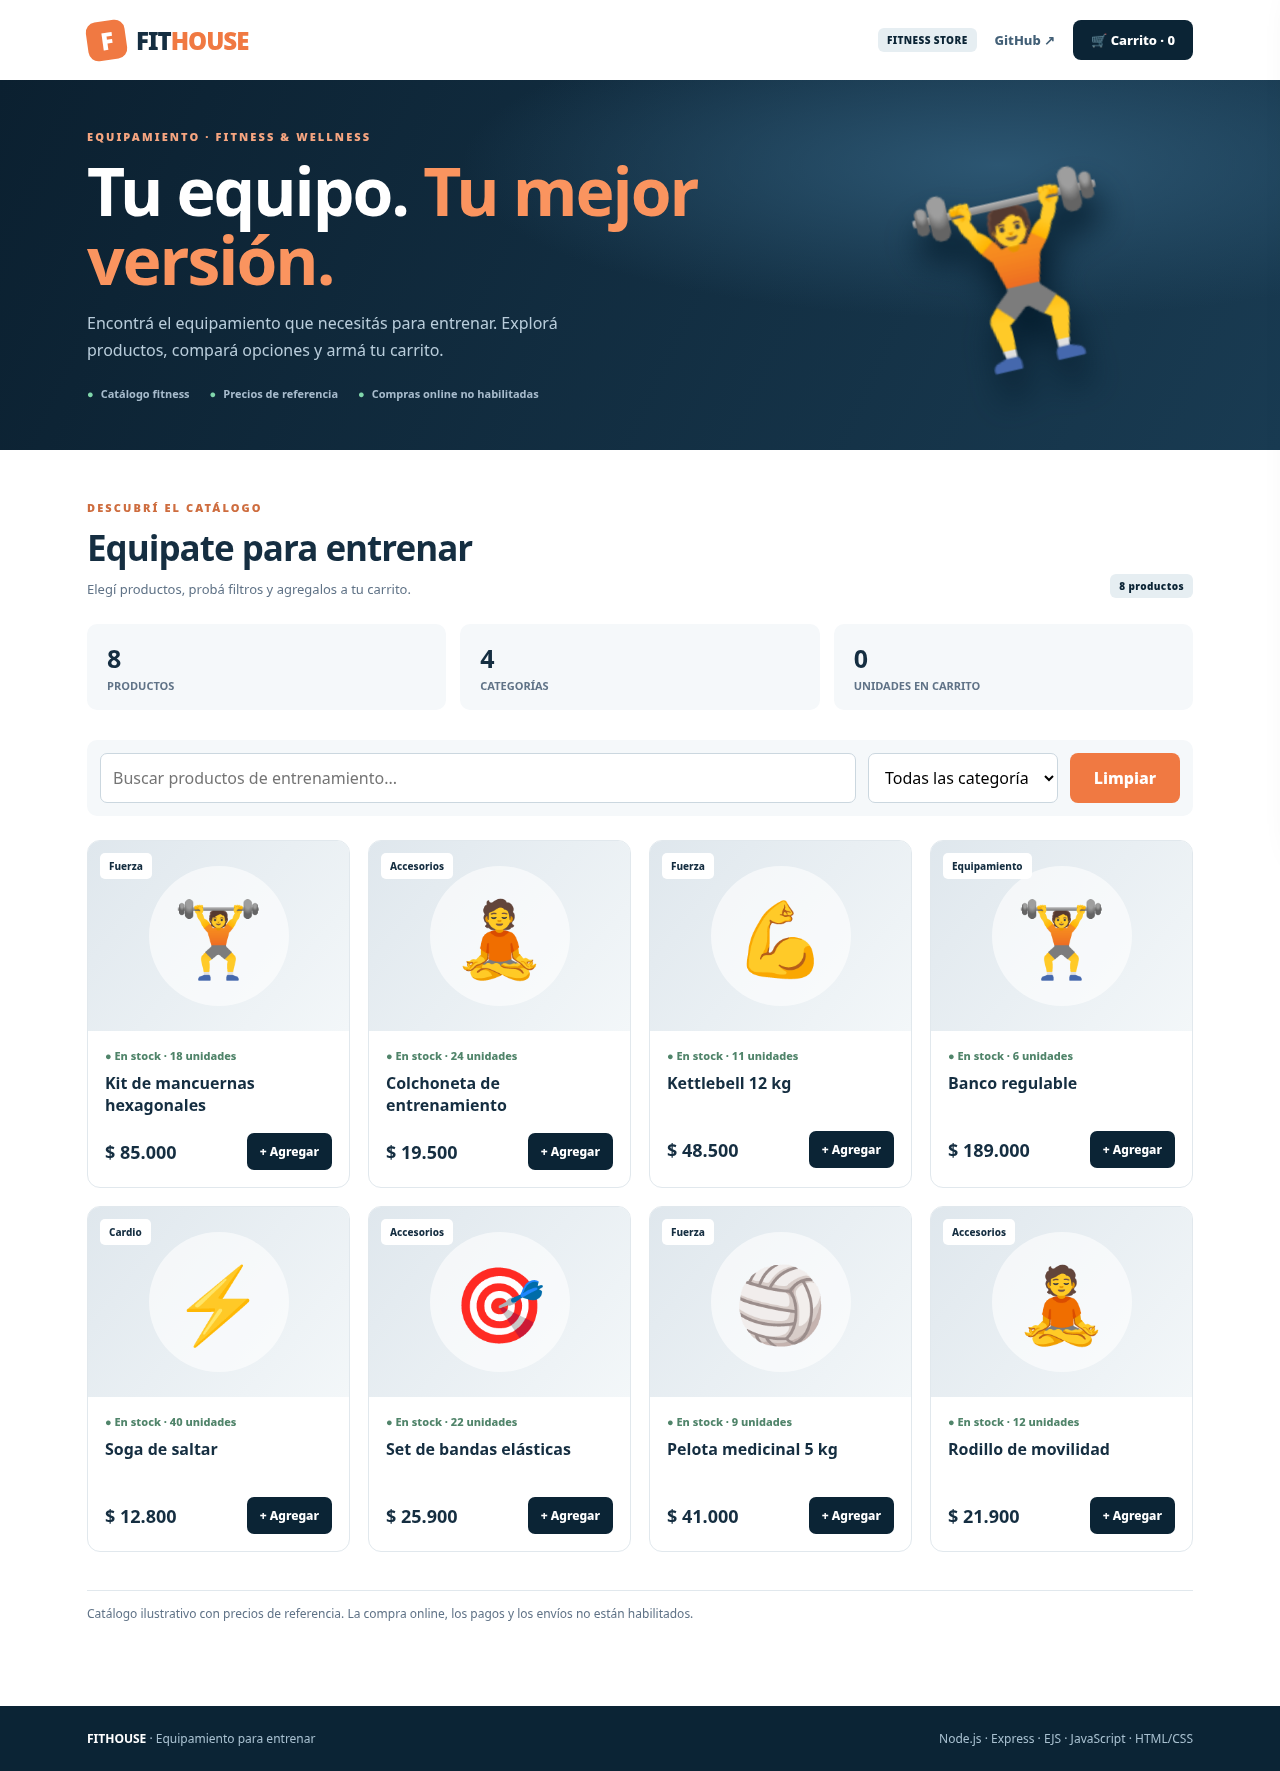 F FITHOUSE
FITNESS STORE
GitHub ↗
🛒 Carrito · 0
EQUIPAMIENTO · FITNESS & WELLNESS
Tu equipo. Tu mejor
versión.
Encontrá el equipamiento que necesitás para entrenar. Explorá
productos, compará opciones y armá tu carrito.
● Catálogo fitness ● Precios de referencia ● Compras online no habilitadas
DESCUBRÍ EL CATÁLOGO
Equipate para entrenar
Elegí productos, probá filtros y agregalos a tu carrito.
8 productos
8
PRODUCTOS
4
CATEGORÍAS
0
UNIDADES EN CARRITO
Buscar productos de entrenamiento...
Todas las categoría
Limpiar
Fuerza
● En stock · 18 unidades
Kit de mancuernas
hexagonales
$ 85.000
+ Agregar
Accesorios
● En stock · 24 unidades
Colchoneta de
entrenamiento
$ 19.500
+ Agregar
Fuerza
● En stock · 11 unidades
Kettlebell 12 kg
$ 48.500
+ Agregar
Equipamiento
● En stock · 6 unidades
Banco regulable
$ 189.000
+ Agregar
Cardio
● En stock · 40 unidades
Soga de saltar
$ 12.800
+ Agregar
Accesorios
● En stock · 22 unidades
Set de bandas elásticas
$ 25.900
+ Agregar
Fuerza
● En stock · 9 unidades
Pelota medicinal 5 kg
$ 41.000
+ Agregar
Accesorios
● En stock · 12 unidades
Rodillo de movilidad
$ 21.900
+ Agregar
Catálogo ilustrativo con precios de referencia. La compra online, los pagos y los envíos no están habilitados.
FITHOUSE · Equipamiento para entrenar
Node.js · Express · EJS · JavaScript · HTML/CSS